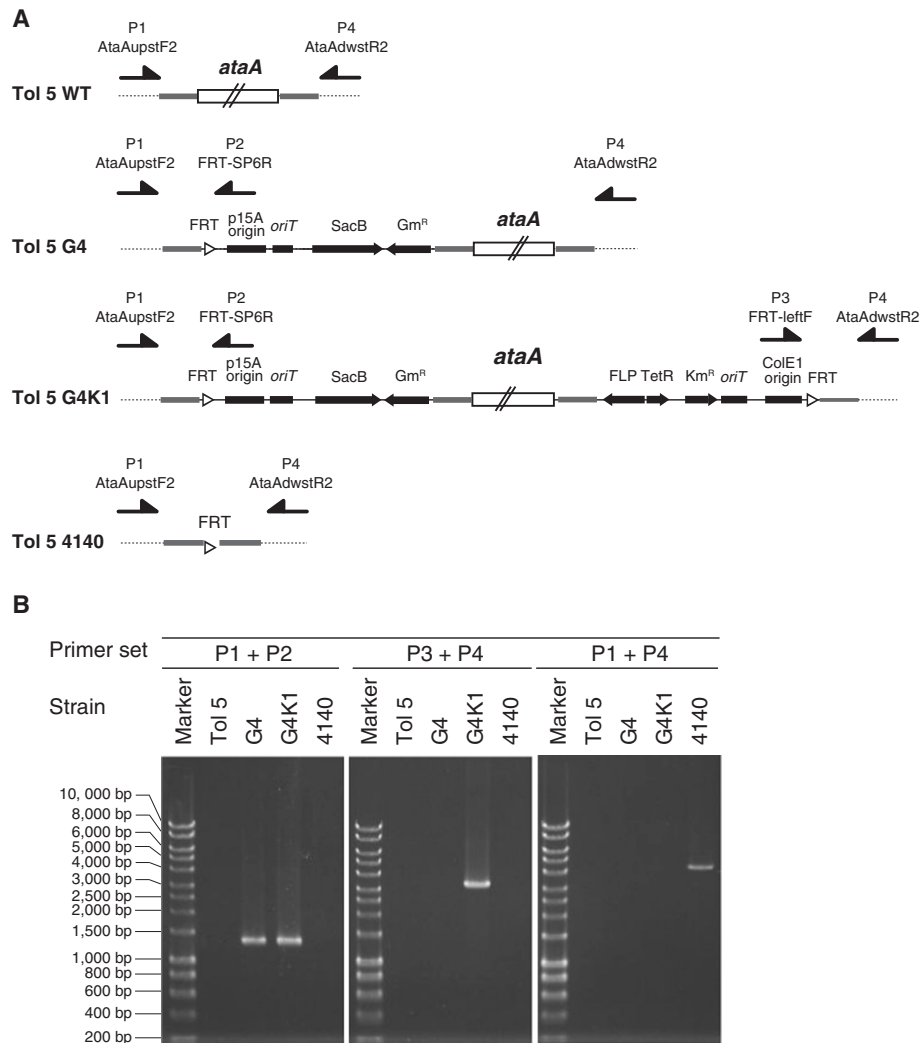 A
P1 P4
AtaAupstF2 AtaAdwstR2
ataA
Tol 5 WT
P1 P2 P4
AtaAupstF2 FRT-SP6R AtaAdwstR2
FRT p15A origin oriT SacB GmR ataA
Tol 5 G4
P1 P2 P3 P4
AtaAupstF2 FRT-SP6R FRT-leftF AtaAdwstR2
FRT p15A origin oriT SacB GmR ataA FLP TetR KmR oriT ColE1 origin FRT
Tol 5 G4K1
P1 P4
AtaAupstF2 AtaAdwstR2
FRT
Tol 5 4140
B
Primer set P1 + P2 P3 + P4 P1 + P4
Strain Marker Tol 5 G4 G4K1 4140 Marker Tol 5 G4 G4K1 4140 Marker Tol 5 G4 G4K1 4140
10, 000 bp
8,000 bp
6,000 bp
5,000 bp
4,000 bp
3,000 bp
2,500 bp
2,000 bp
1,500 bp
1,000 bp
800 bp
600 bp
400 bp
200 bp